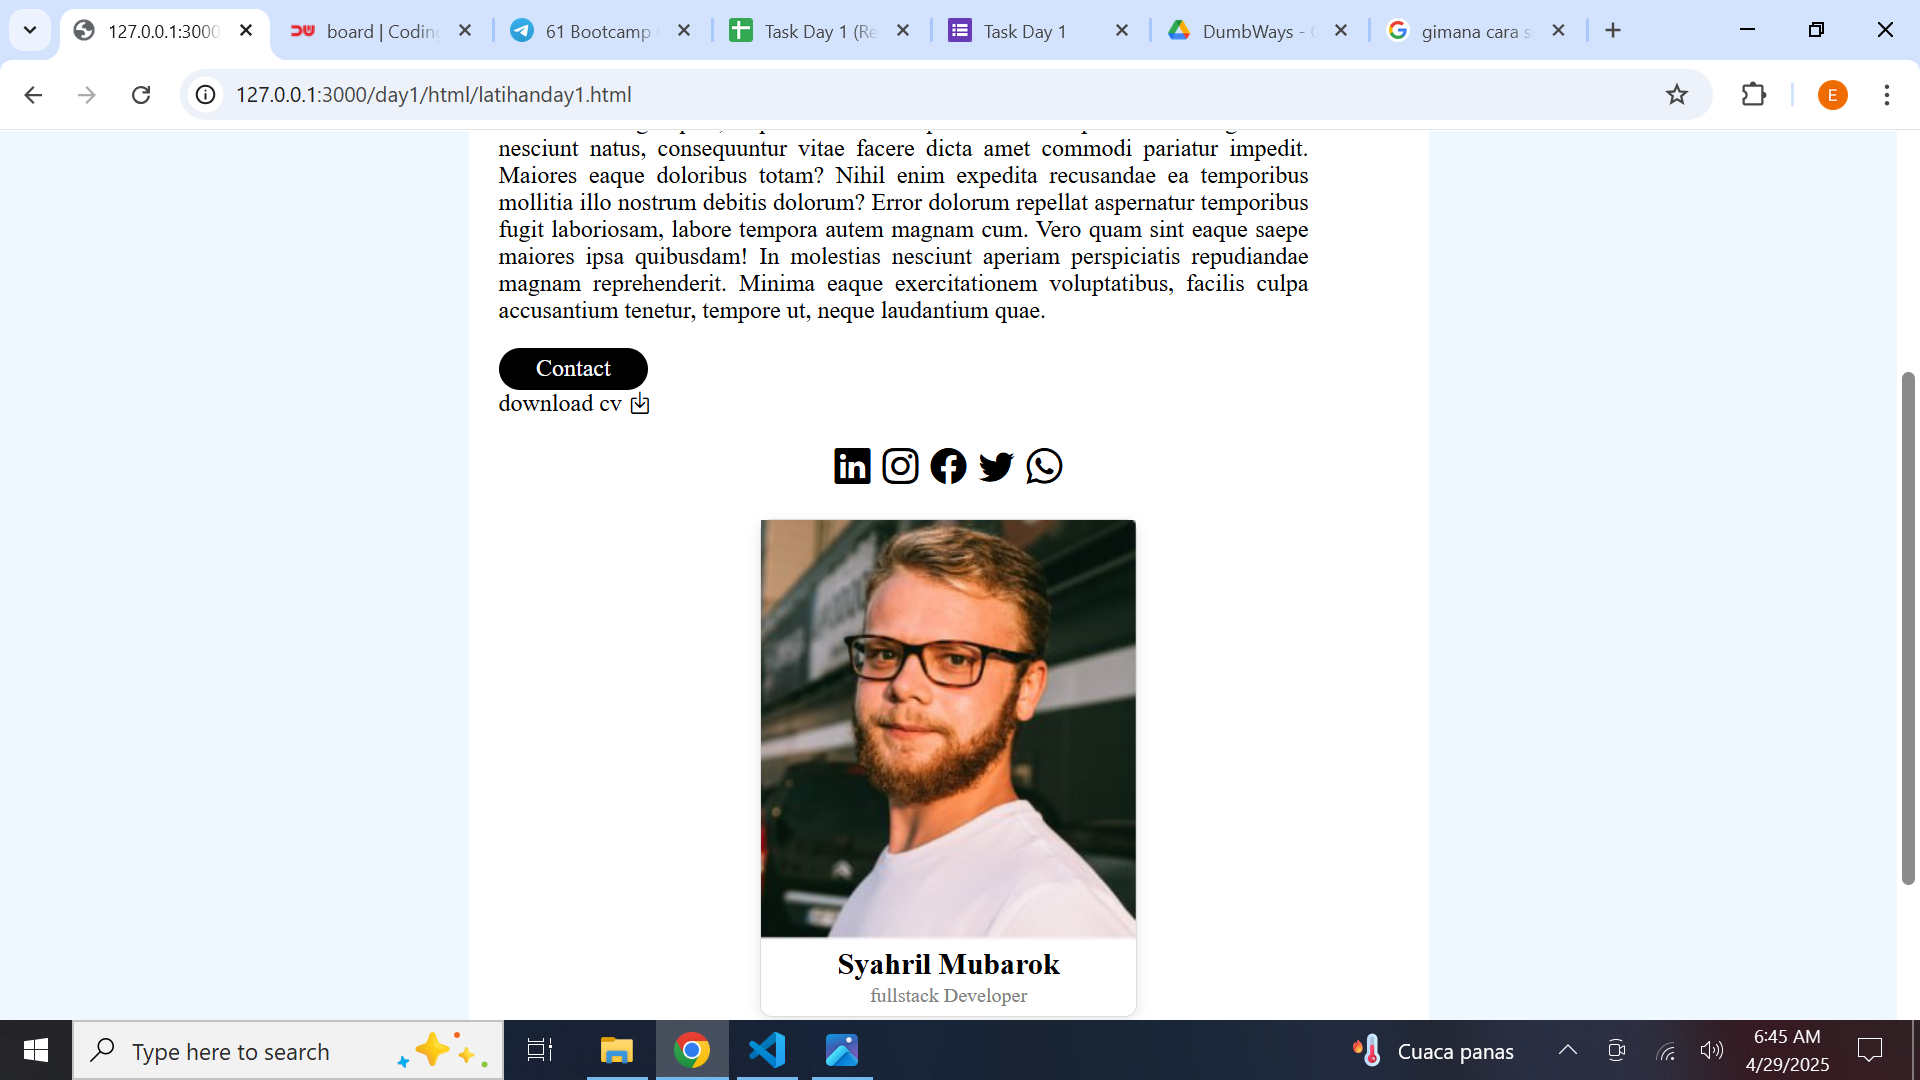 127.0.0.1:3000
board | Coding
61 Bootcamp
Task Day 1 (Re
Task Day 1
DumbWays -
gimana cara s
127.0.0.1:3000/day1/html/latihanday1.html
E
nesciunt natus, consequuntur vitae facere dicta amet commodi pariatur impedit.
Maiores eaque doloribus totam? Nihil enim expedita recusandae ea temporibus
mollitia illo nostrum debitis dolorum? Error dolorum repellat aspernatur temporibus
fugit laboriosam, labore tempora autem magnam cum. Vero quam sint eaque saepe
maiores ipsa quibusdam! In molestias nesciunt aperiam perspiciatis repudiandae
magnam reprehenderit. Minima eaque exercitationem voluptatibus, facilis culpa
accusantium tenetur, tempore ut, neque laudantium quae.
Contact
download cv
Syahril Mubarok
fullstack Developer
Type here to search
Cuaca panas
6:45 AM
4/29/2025